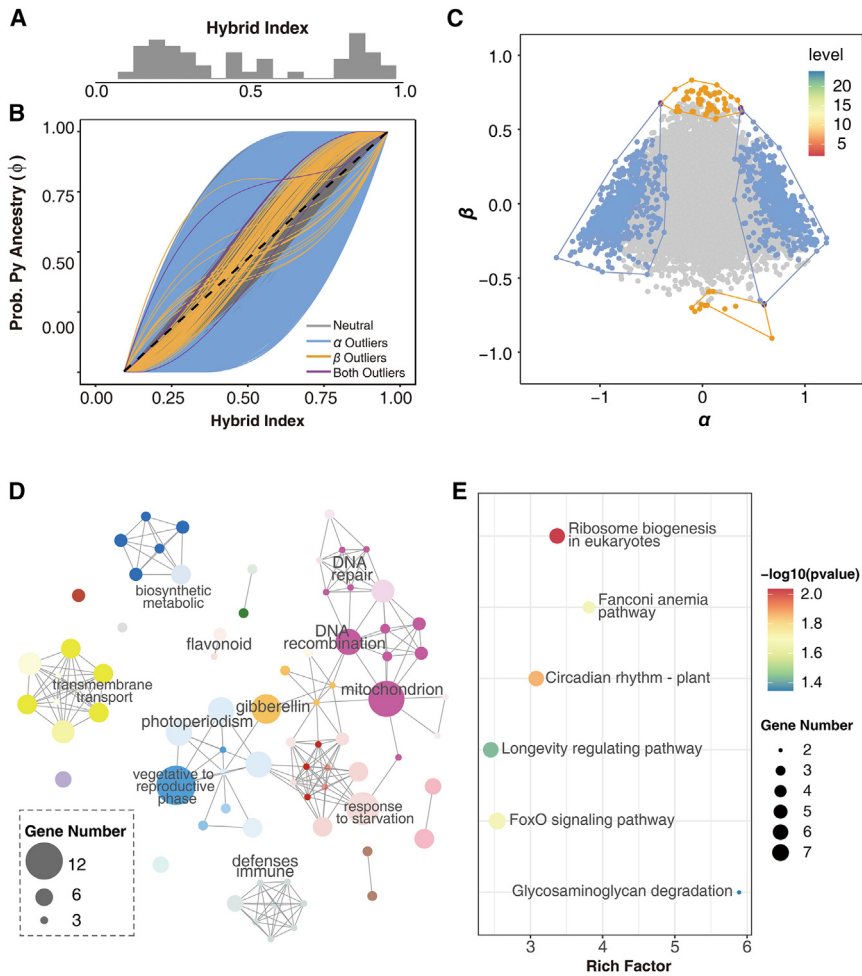 A
Hybrid Index
0.0
0.5
1.0
B
Prob. Py Ancestry (ϕ)
1.00
0.75
0.50
0.00
Neutral
α Outliers
β Outliers
Both Outliers
0.00
0.25
0.50
0.75
1.00
Hybrid Index
C
β
1.0
0.5
0.0
−0.5
−1.0
level
20
15
10
5
−1
0
1
α
D
biosynthetic
metabolic
DNA
repair
flavonoid
DNA
recombination
transmembrane
transport
mitochondrion
gibberellin
photoperiodism
vegetative to
reproductive
phase
response
to starvation
defenses
immune
Gene Number
12
6
3
E
Ribosome biogenesis
in eukaryotes
Fanconi anemia
pathway
Circadian rhythm - plant
Longevity regulating pathway
FoxO signaling pathway
Glycosaminoglycan degradation
3
4
5
6
Rich Factor
−log10(pvalue)
2.0
1.8
1.6
1.4
Gene Number
2
3
4
5
6
7